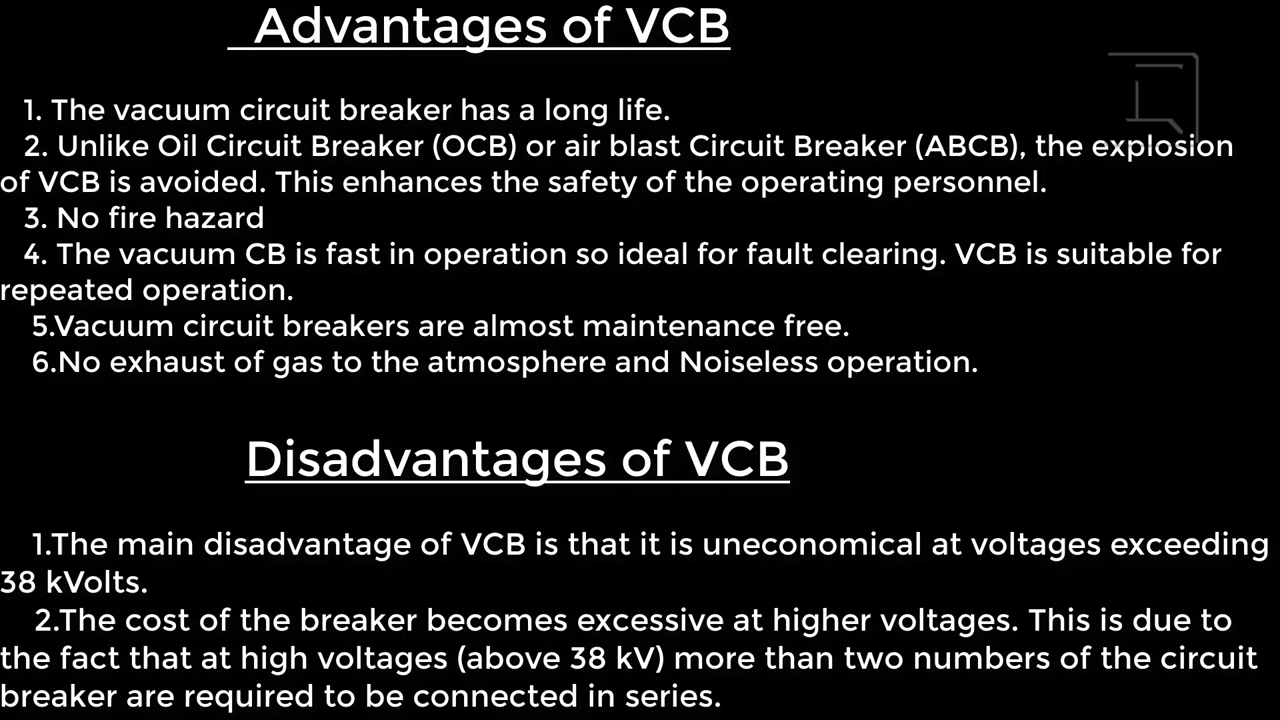 Advantages of VCB
1. The vacuum circuit breaker has a long life.
2. Unlike Oil Circuit Breaker (OCB) or air blast Circuit Breaker (ABCB), the explosion
of VCB is avoided. This enhances the safety of the operating personnel.
3. No fire hazard
4. The vacuum CB is fast in operation so ideal for fault clearing. VCB is suitable for
repeated operation.
5.Vacuum circuit breakers are almost maintenance free.
6.No exhaust of gas to the atmosphere and Noiseless operation.
Disadvantages of VCB
1.The main disadvantage of VCB is that it is uneconomical at voltages exceeding
38 kVolts.
2.The cost of the breaker becomes excessive at higher voltages. This is due to
the fact that at high voltages (above 38 kV) more than two numbers of the circuit
breaker are required to be connected in series.